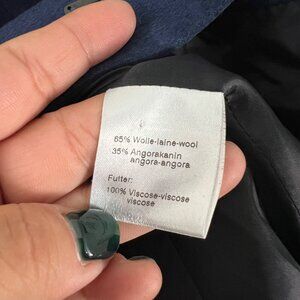 65% Wolle-laine-wool
35% Angorakanin
angora-angora
Futter:
100% Viscose-viscose
viscose